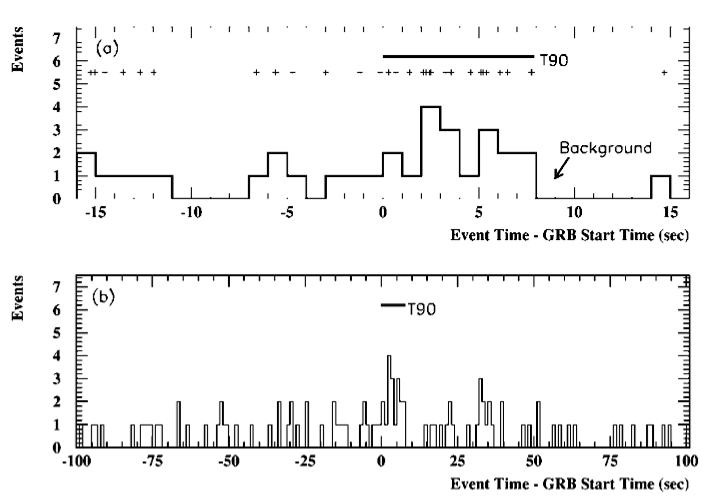 Events
7
6
5
4
3
2
1
0
(a)
T90
+ + - + + + + + - + - - + + - + + + + + - + + + + + + + + +
Background
-15 -10 -5 0 5 10 15
Event Time - GRB Start Time (sec)
Events
7
6
5
4
3
2
1
0
(b)
T90
-100 -75 -50 -25 0 25 50 75 100
Event Time - GRB Start Time (sec)